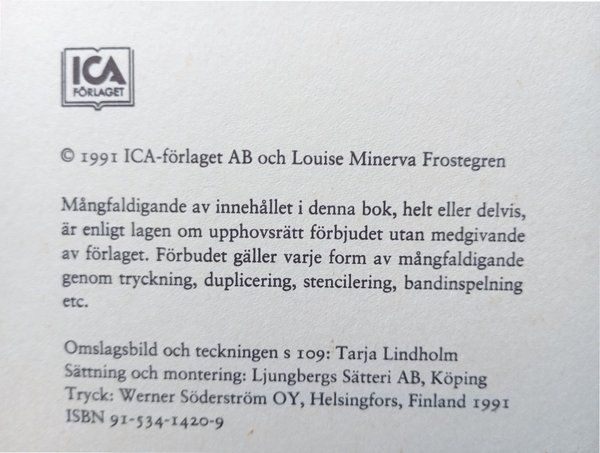 ICA
FÖRLAGET
© 1991 ICA-förlaget AB och Louise Minerva Frostegren
Mångfaldigande av innehållet i denna bok, helt eller delvis,
är enligt lagen om upphovsrätt förbjudet utan medgivande
av förlaget. Förbudet gäller varje form av mångfaldigande
genom tryckning, duplicering, stencilering, bandinspelning
etc.
Omslagsbild och teckningen s 109: Tarja Lindholm
Sättning och montering: Ljungbergs Sätteri AB, Köping
Tryck: Werner Söderström OY, Helsingfors, Finland 1991
ISBN 91-534-1420-9